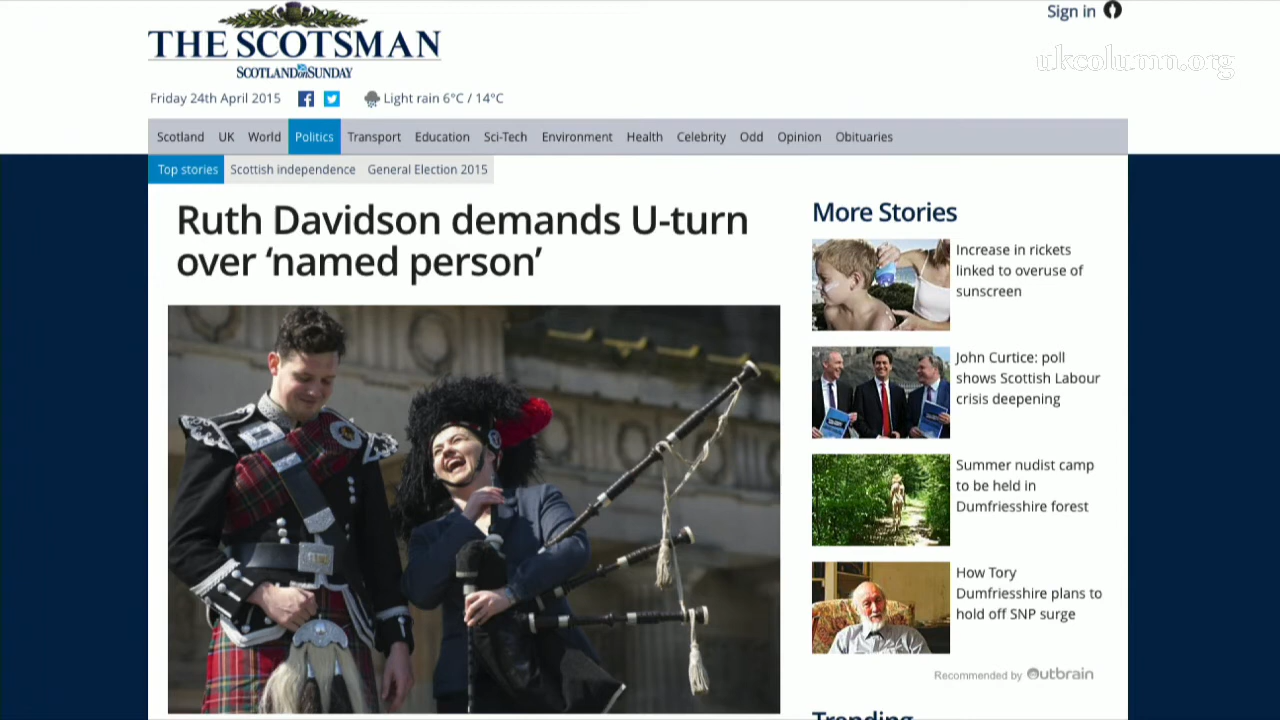 THE SCOTSMAN
SCOTLAND on SUNDAY
Sign in
ukcolumn.org
Friday 24th April 2015
Light rain 6°C / 14°C
Scotland UK World Politics Transport Education Sci-Tech Environment Health Celebrity Odd Opinion Obituaries
Top stories Scottish independence General Election 2015
Ruth Davidson demands U-turn
over ‘named person’
More Stories
Increase in rickets
linked to overuse of
sunscreen
John Curtice: poll
shows Scottish Labour
crisis deepening
Summer nudist camp
to be held in
Dumfriesshire forest
How Tory
Dumfriesshire plans to
hold off SNP surge
Recommended by Outbrain
Trending